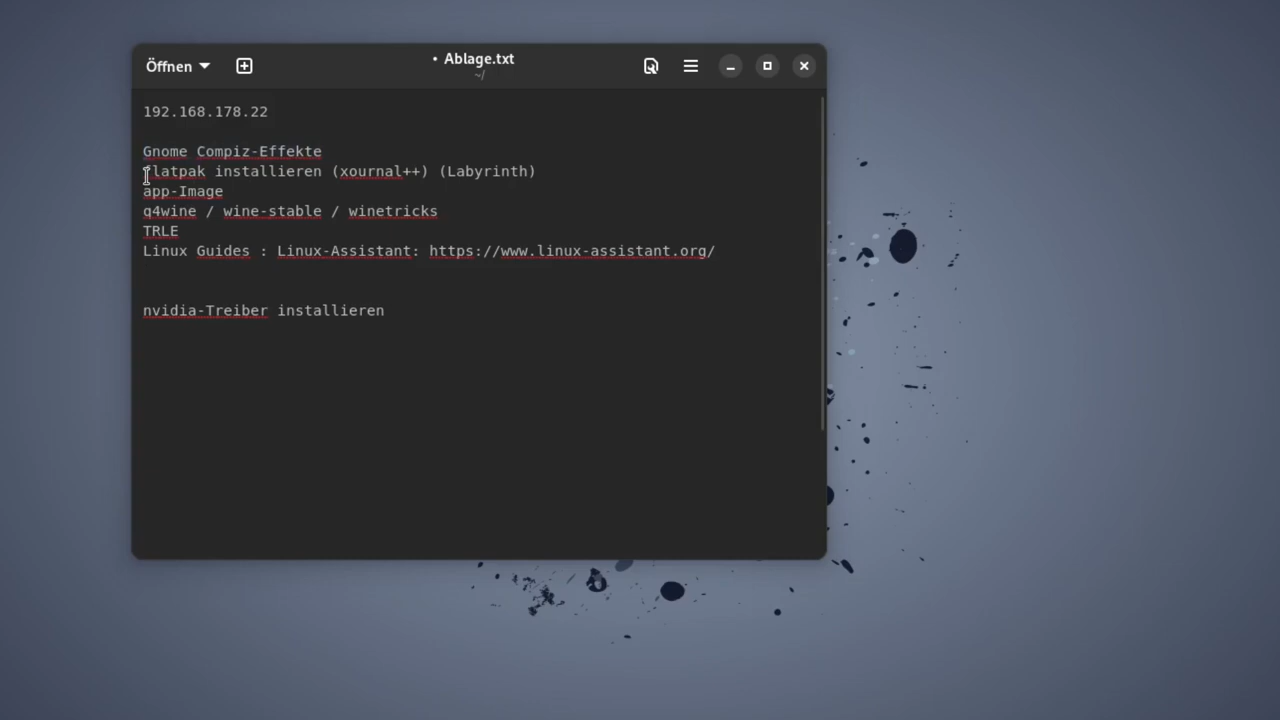 Öffnen
• Ablage.txt
~/
192.168.178.22
Gnome Compiz-Effekte
flatpak installieren (xournal++) (Labyrinth)
app-Image
q4wine / wine-stable / winetricks
TRLE
Linux Guides : Linux-Assistant: https://www.linux-assistant.org/
nvidia-Treiber installieren